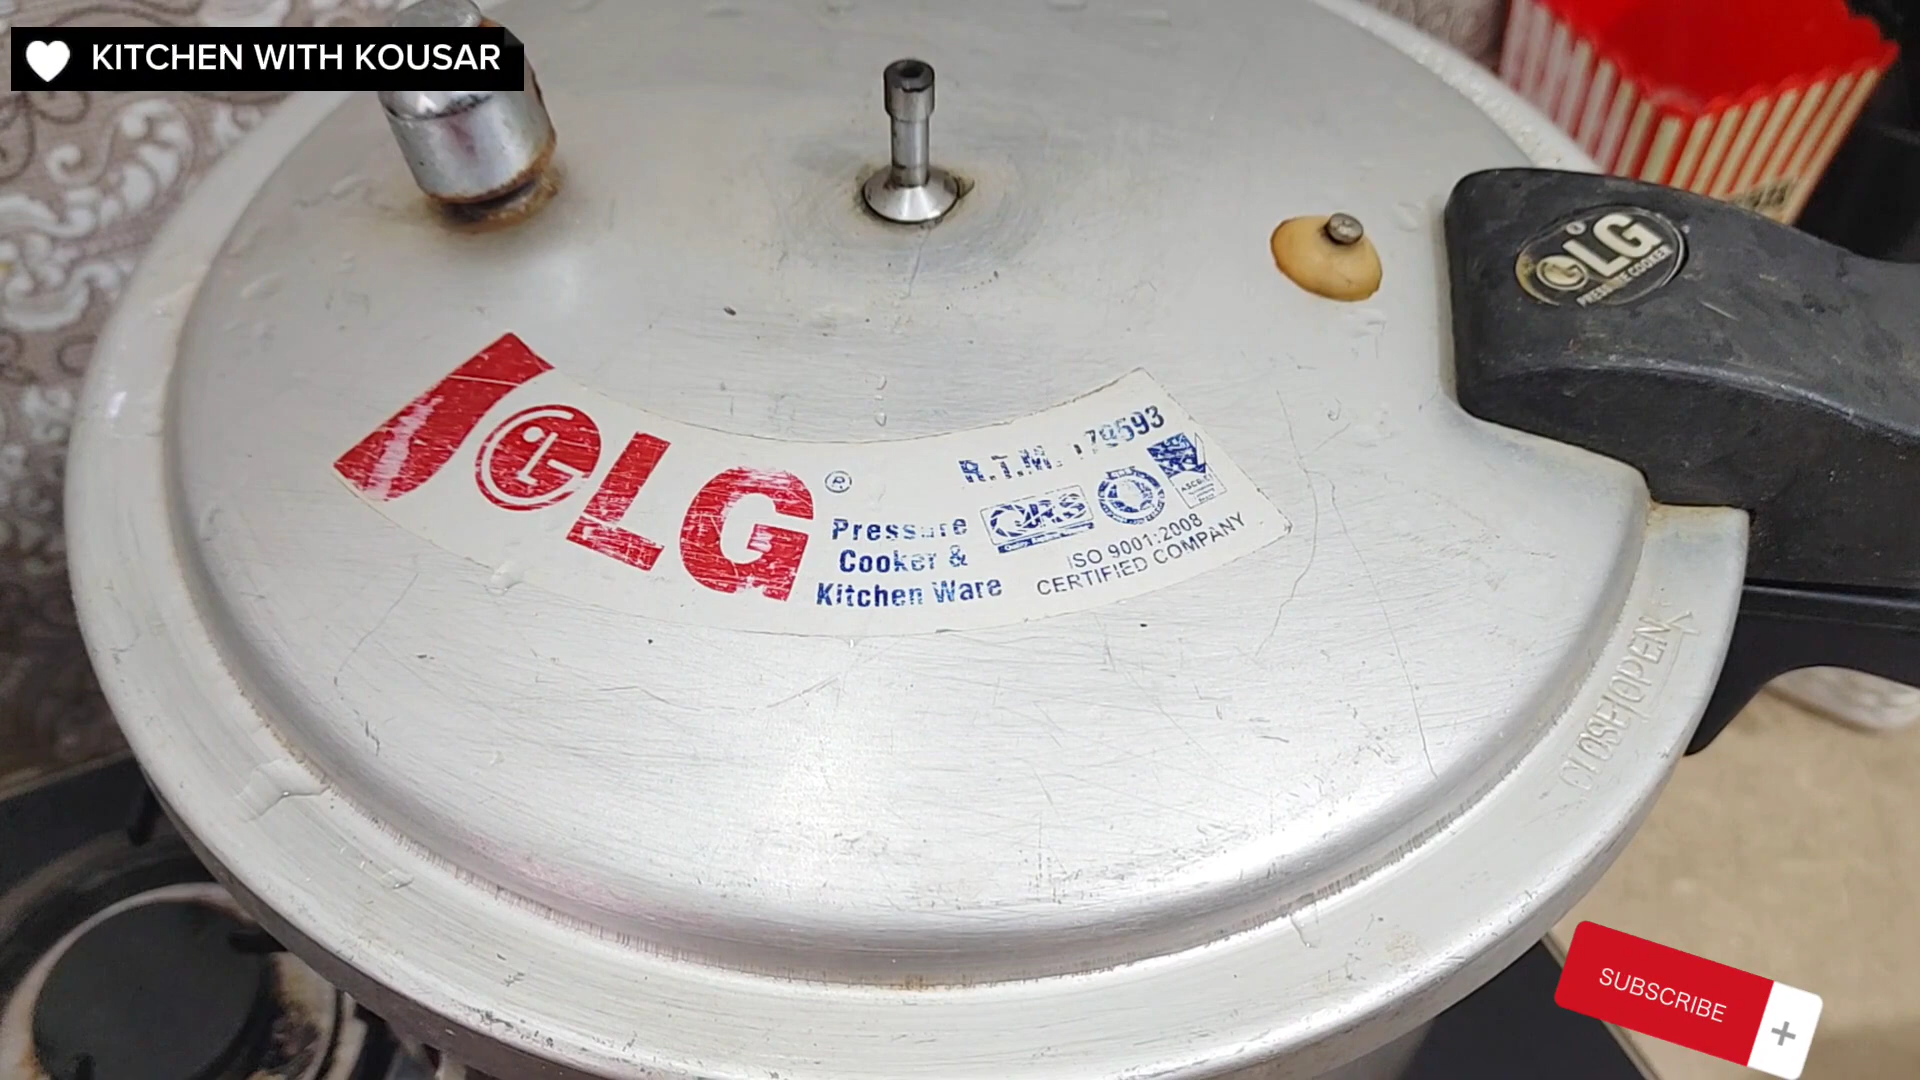 KITCHEN WITH KOUSAR
LG
PRESSURE COOKER
LG ®
R.T.M. 179593
QRS
Pressure
Cooker &
Kitchen Ware
ISO 9001:2008
CERTIFIED COMPANY
CLOSE/OPEN
SUBSCRIBE +